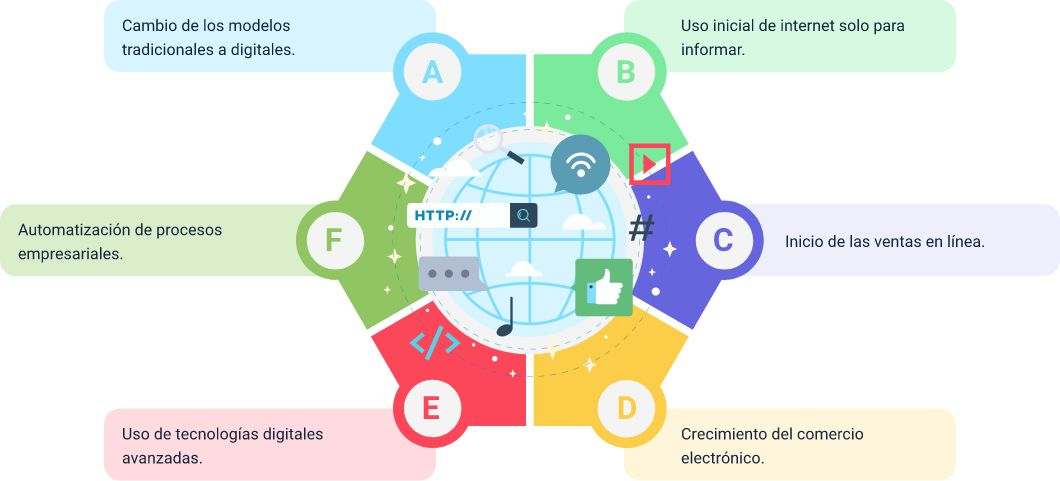 Cambio de los modelos
tradicionales a digitales.
A
B
Uso inicial de internet solo para
informar.
HTTP://
#
</>
F
Automatización de procesos
empresariales.
C
Inicio de las ventas en línea.
E
Uso de tecnologías digitales
avanzadas.
D
Crecimiento del comercio
electrónico.